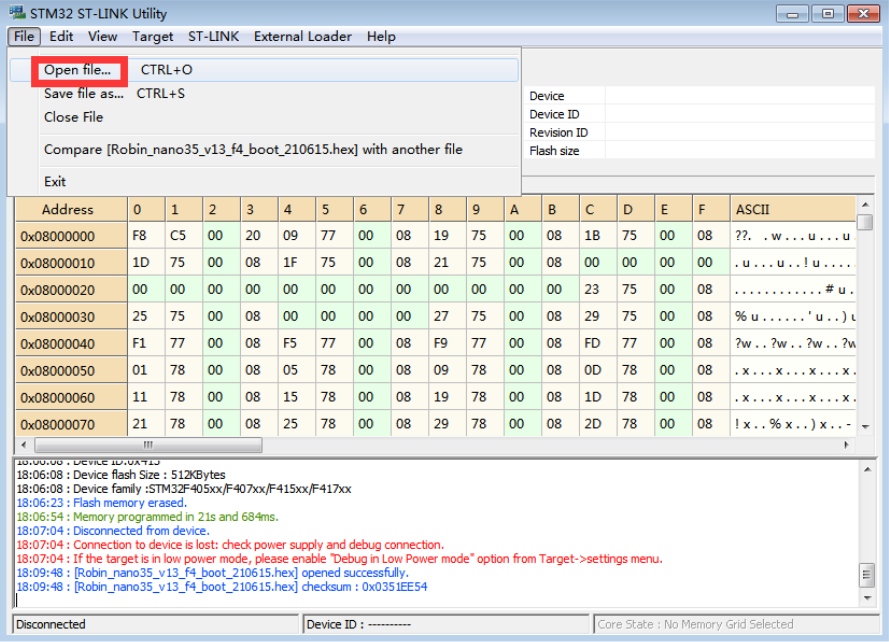 STM32 ST-LINK Utility
File Edit View Target ST-LINK External Loader Help
Open file... CTRL+O
Save file as... CTRL+S
Close File
Compare [Robin_nano35_v13_f4_boot_210615.hex] with another file
Exit
Device
Device ID
Revision ID
Flash size
Address 0 1 2 3 4 5 6 7 8 9 A B C D E F ASCII
0x08000000 F8 C5 00 20 09 77 00 08 19 75 00 08 1B 75 00 08 ??. .w...u...u
0x08000010 1D 75 00 08 1F 75 00 08 21 75 00 08 00 00 00 00 .u...u..!u....
0x08000020 00 00 00 00 00 00 00 00 00 00 00 00 23 75 00 08 ............#u.
0x08000030 25 75 00 08 00 00 00 00 27 75 00 08 29 75 00 08 %u......'u..)u
0x08000040 F1 77 00 08 F5 77 00 08 F9 77 00 08 FD 77 00 08 ?w..?w..?w..?w
0x08000050 01 78 00 08 05 78 00 08 09 78 00 08 0D 78 00 08 .x...x...x...x.
0x08000060 11 78 00 08 15 78 00 08 19 78 00 08 1D 78 00 08 .x...x...x...x.
0x08000070 21 78 00 08 25 78 00 08 29 78 00 08 2D 78 00 08 !x..%x..)x..-
18:06:08 : Device ID:0x413
18:06:08 : Device flash Size : 512KBytes
18:06:08 : Device family :STM32F405xx/F407xx/F415xx/F417xx
18:06:23 : Flash memory erased.
18:06:54 : Memory programmed in 21s and 684ms.
18:07:04 : Disconnected from device.
18:07:04 : Connection to device is lost: check power supply and debug connection.
18:07:04 : If the target is in low power mode, please enable "Debug in Low Power mode" option from Target->settings menu.
18:09:48 : [Robin_nano35_v13_f4_boot_210615.hex] opened successfully.
18:09:48 : [Robin_nano35_v13_f4_boot_210615.hex] checksum : 0x0351EE54
Disconnected Device ID : ---------- Core State : No Memory Grid Selected